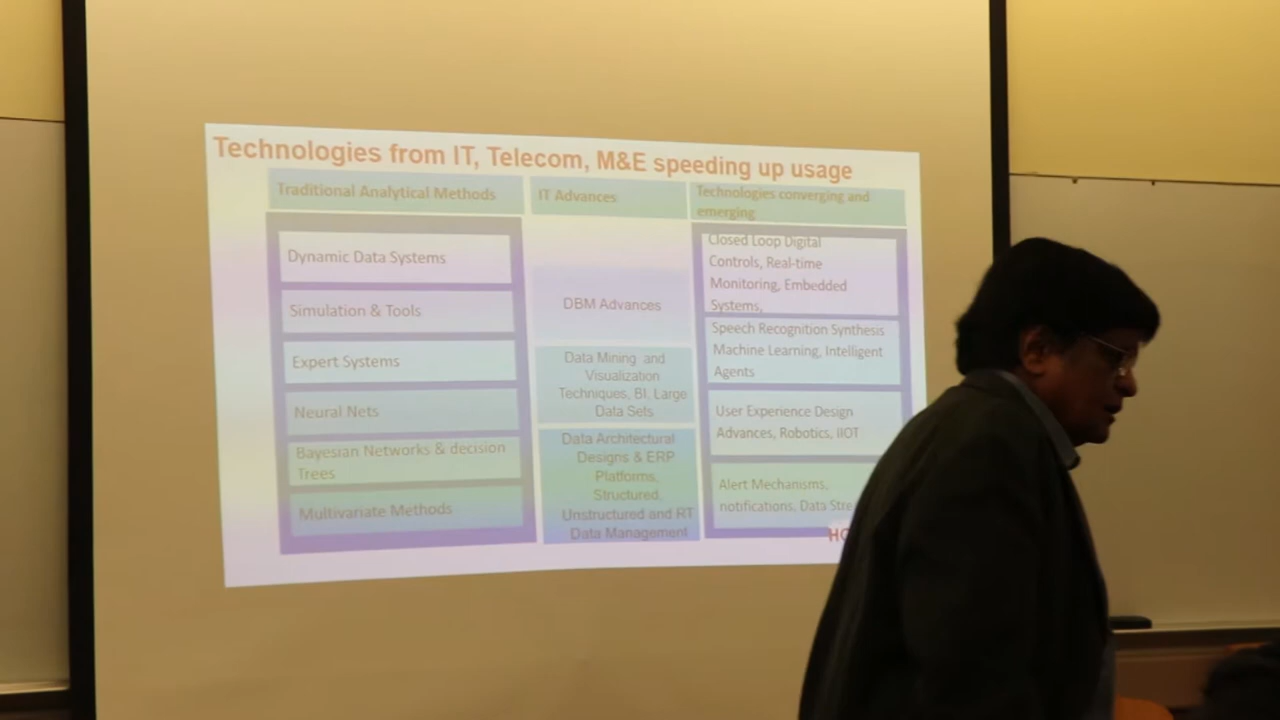 Technologies from IT, Telecom, M&E speeding up usage
Traditional Analytical Methods
IT Advances
Technologies converging and
emerging
Dynamic Data Systems
Simulation & Tools
Expert Systems
Neural Nets
Bayesian Networks & decision
Trees
Multivariate Methods
DBM Advances
Data Mining and
Visualization
Techniques, BI, Large
Data Sets
Data Architectural
Designs & ERP
Platforms,
Structured,
Unstructured and RT
Data Management
Closed Loop Digital
Controls, Real-time
Monitoring, Embedded
Systems,
Speech Recognition Synthesis
Machine Learning, Intelligent
Agents
User Experience Design
Advances, Robotics, IIOT
Alert Mechanisms,
notifications, Data